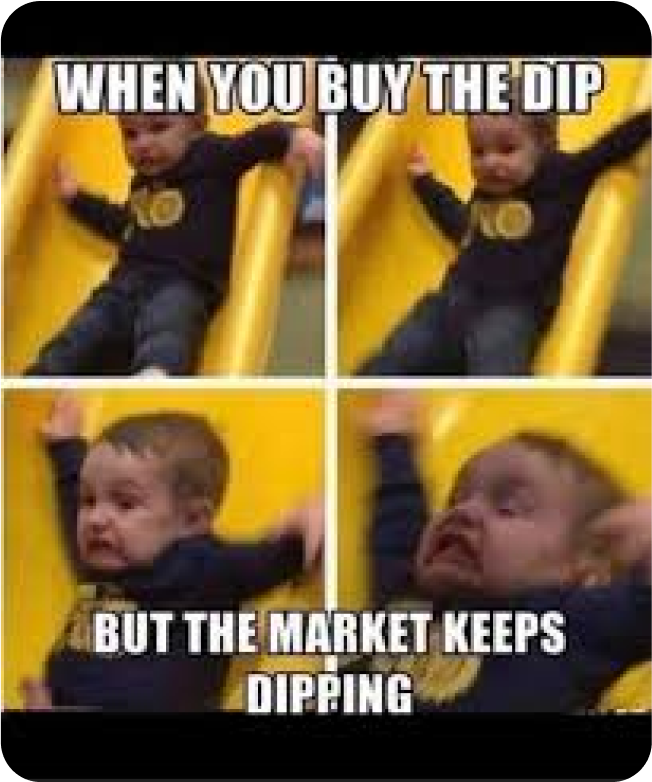 WHEN YOU BUY THE DIP
BUT THE MARKET KEEPS
DIPPING